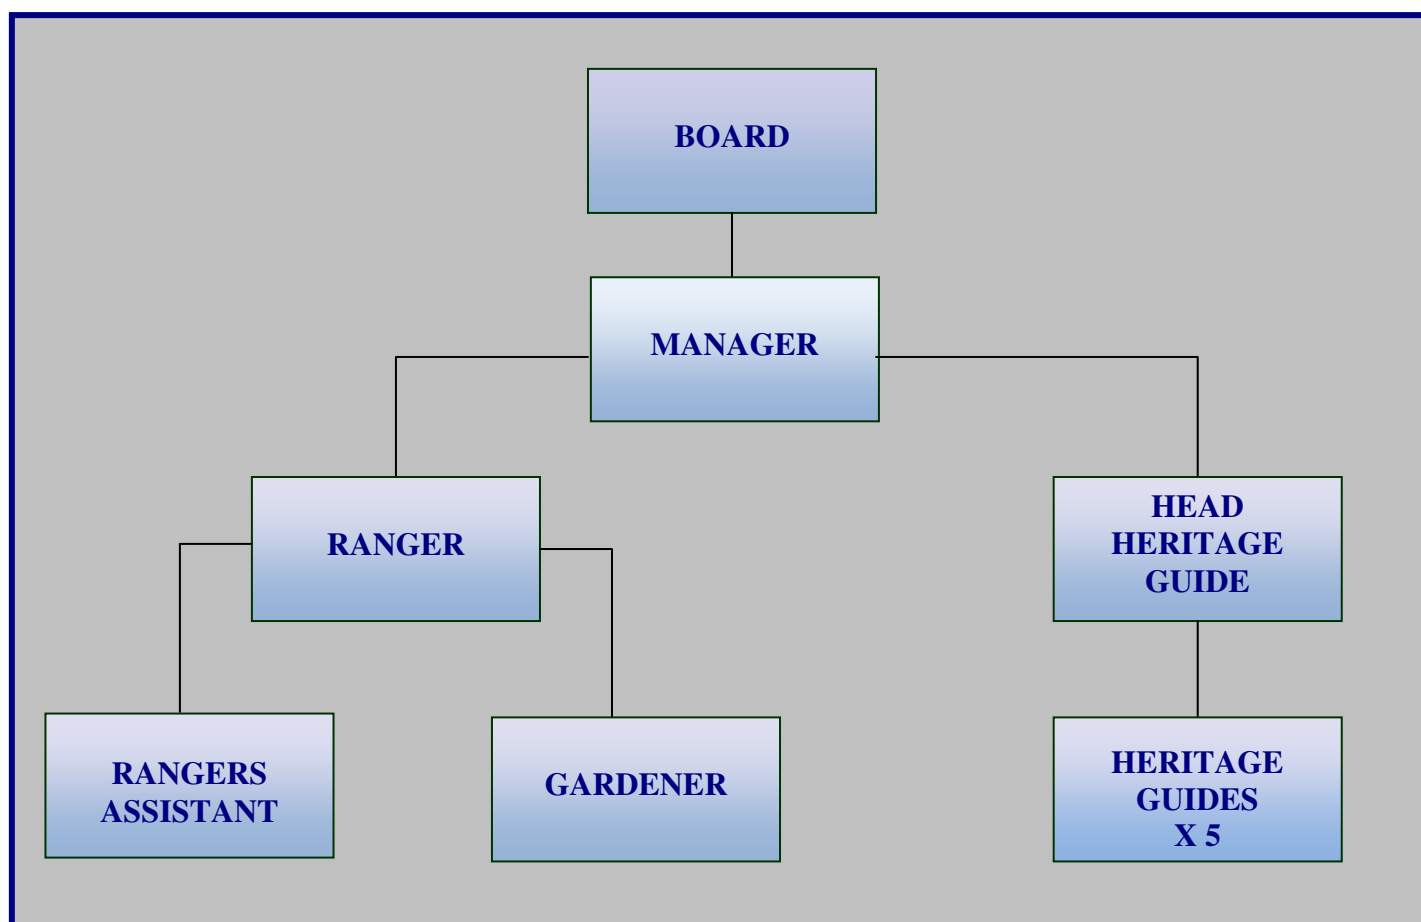 BOARD
MANAGER
RANGER
HEAD
HERITAGE
GUIDE
RANGERS
ASSISTANT
GARDENER
HERITAGE
GUIDES
X 5